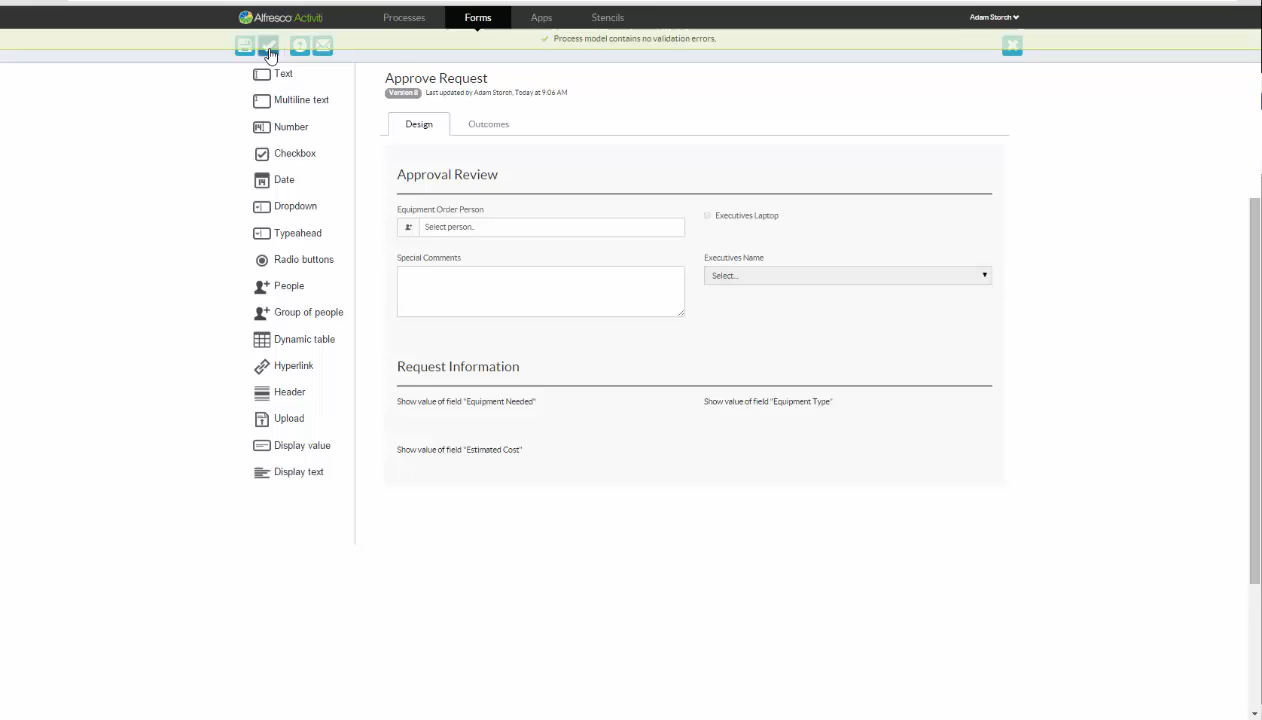 Alfresco Activiti Processes Forms Apps Stencils Adam Storch
Process model contains no validation errors.
Text
Multiline text
Number
Checkbox
Date
Dropdown
Typeahead
Radio buttons
People
Group of people
Dynamic table
Hyperlink
Header
Upload
Display value
Display text
Approve Request
Version 8 Last updated by Adam Storch, Today at 9:06 AM
Design Outcomes
Approval Review
Equipment Order Person
Select person..
Executives Laptop
Special Comments
Executives Name
Select...
Request Information
Show value of field "Equipment Needed" Show value of field "Equipment Type"
Show value of field "Estimated Cost"